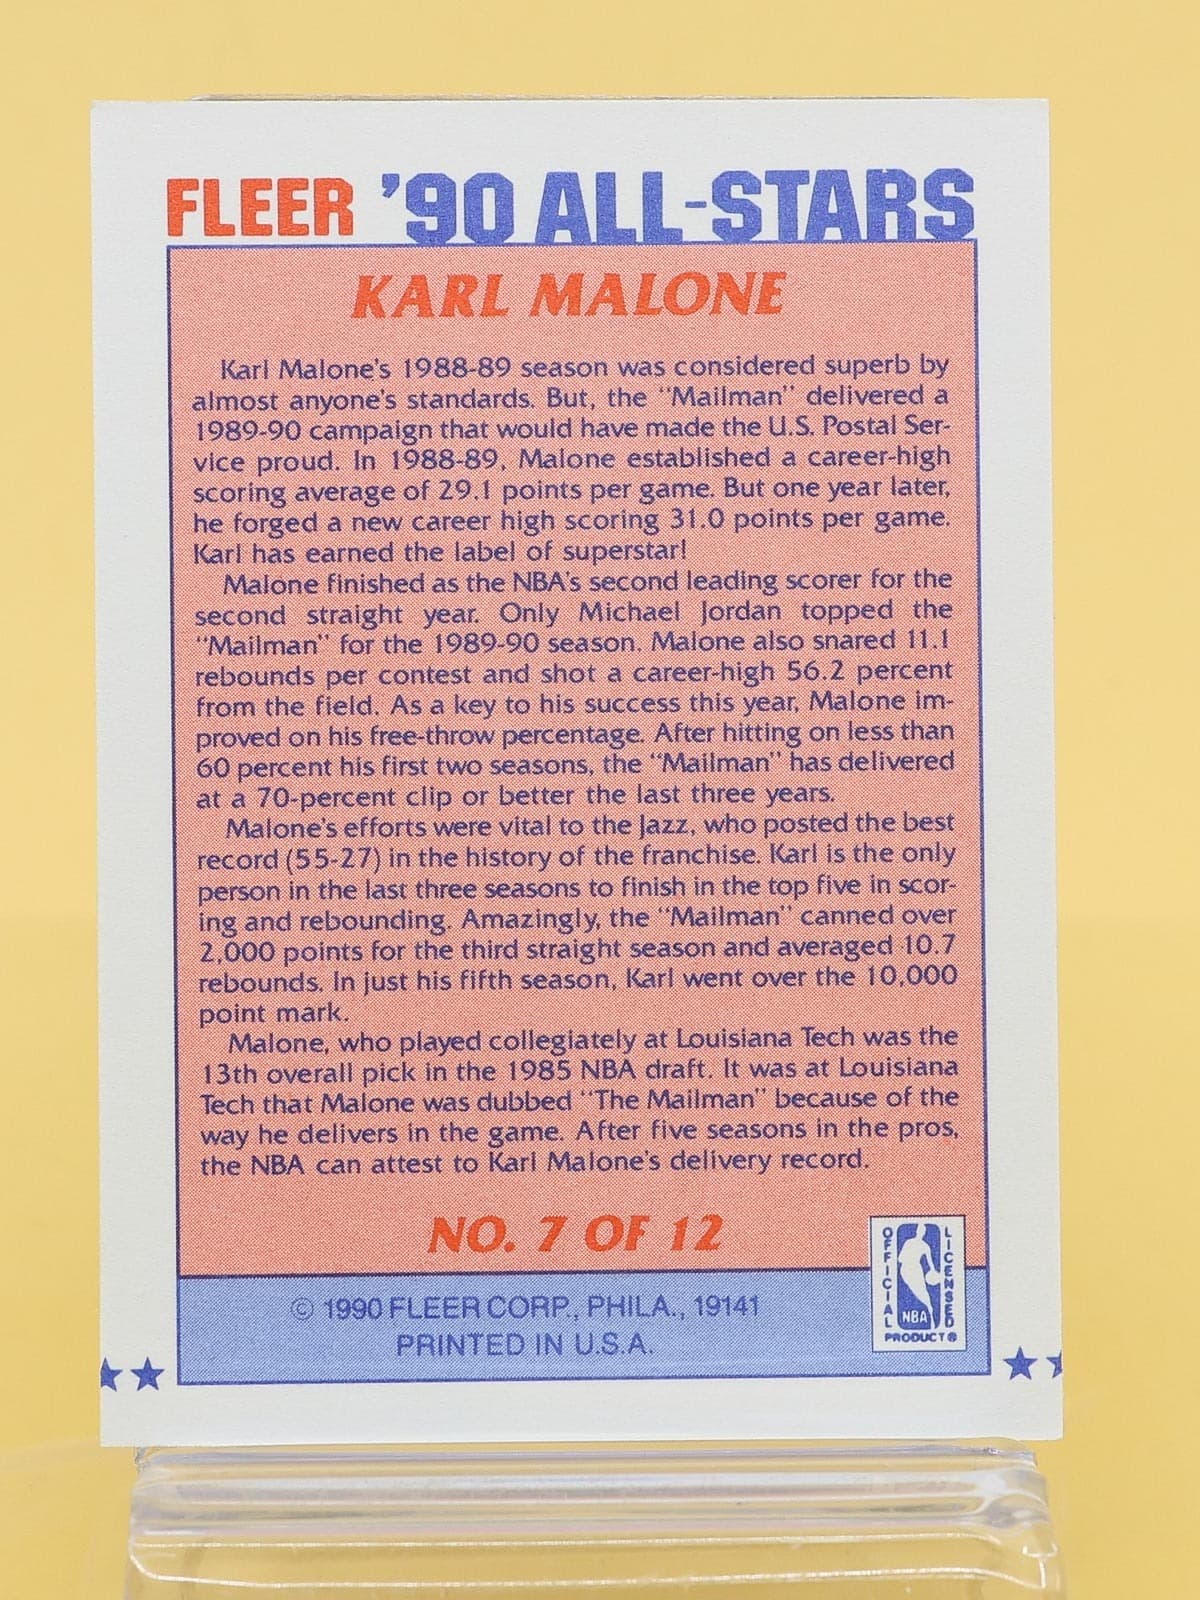 FLEER '90 ALL-STARS
KARL MALONE
Karl Malone's 1988-89 season was considered superb by
almost anyone's standards. But, the "Mailman" delivered a
1989-90 campaign that would have made the U.S. Postal Ser-
vice proud. In 1988-89, Malone established a career-high
scoring average of 29.1 points per game. But one year later,
he forged a new career high scoring 31.0 points per game.
Karl has earned the label of superstar!
Malone finished as the NBA's second leading scorer for the
second straight year. Only Michael Jordan topped the
"Mailman" for the 1989-90 season. Malone also snared 11.1
rebounds per contest and shot a career-high 56.2 percent
from the field. As a key to his success this year, Malone im-
proved on his free-throw percentage. After hitting on less than
60 percent his first two seasons, the "Mailman" has delivered
at a 70-percent clip or better the last three years.
Malone's efforts were vital to the Jazz, who posted the best
record (55-27) in the history of the franchise. Karl is the only
person in the last three seasons to finish in the top five in scor-
ing and rebounding. Amazingly, the "Mailman" canned over
2,000 points for the third straight season and averaged 10.7
rebounds. In just his fifth season, Karl went over the 10,000
point mark.
Malone, who played collegiately at Louisiana Tech was the
13th overall pick in the 1985 NBA draft. It was at Louisiana
Tech that Malone was dubbed "The Mailman" because of the
way he delivers in the game. After five seasons in the pros,
the NBA can attest to Karl Malone's delivery record.
NO. 7 OF 12
OFFICIAL
LICENSED
NBA
PRODUCT®
© 1990 FLEER CORP., PHILA., 19141
PRINTED IN U.S.A.